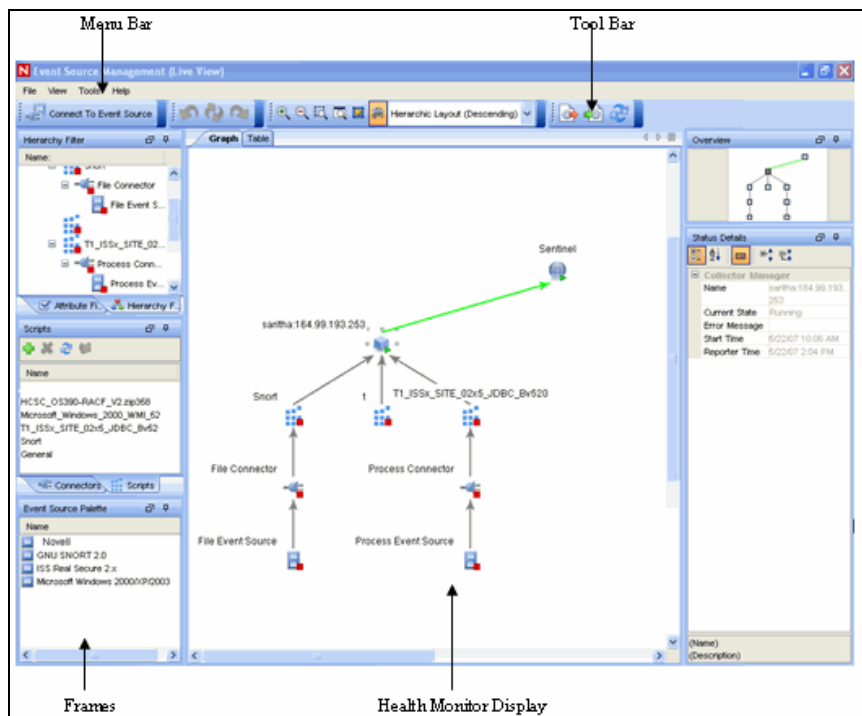 Menu Bar
Tool Bar
Event Source Management (Live View)
File View Tools Help
Connect To Event Source
Hierarchic Layout (Descending)
Hierarchy Filter
Name:
Snort
File Connector
File Event S...
T1_ISSx_SITE_02...
Process Conn...
Process Ev...
Attribute Fi...
Hierarchy F...
Scripts
Name
HCSC_OS390-RACF_V2.zip358
Microsoft_Windows_2000_WMI_52
T1_ISSx_SITE_02x5_JDBC_Bv52
Snort
General
Connectors
Scripts
Event Source Palette
Name
Novell
GNU SNORT 2.0
ISS Real Secure 2.x
Microsoft Windows 2000/XP/2003
Graph
Table
Sentinel
saritha:164.99.193.253
Snort
t
T1_ISSx_SITE_02x5_JDBC_Bv520
File Connector
Process Connector
File Event Source
Process Event Source
Overview
Status Details
Collector Manager
Name saritha:164.99.193.
253
Current State Running
Error Message
Start Time 6/22/07 10:06 AM
Reporter Time 6/22/07 2:04 PM
(Name)
(Description)
Frames
Health Monitor Display